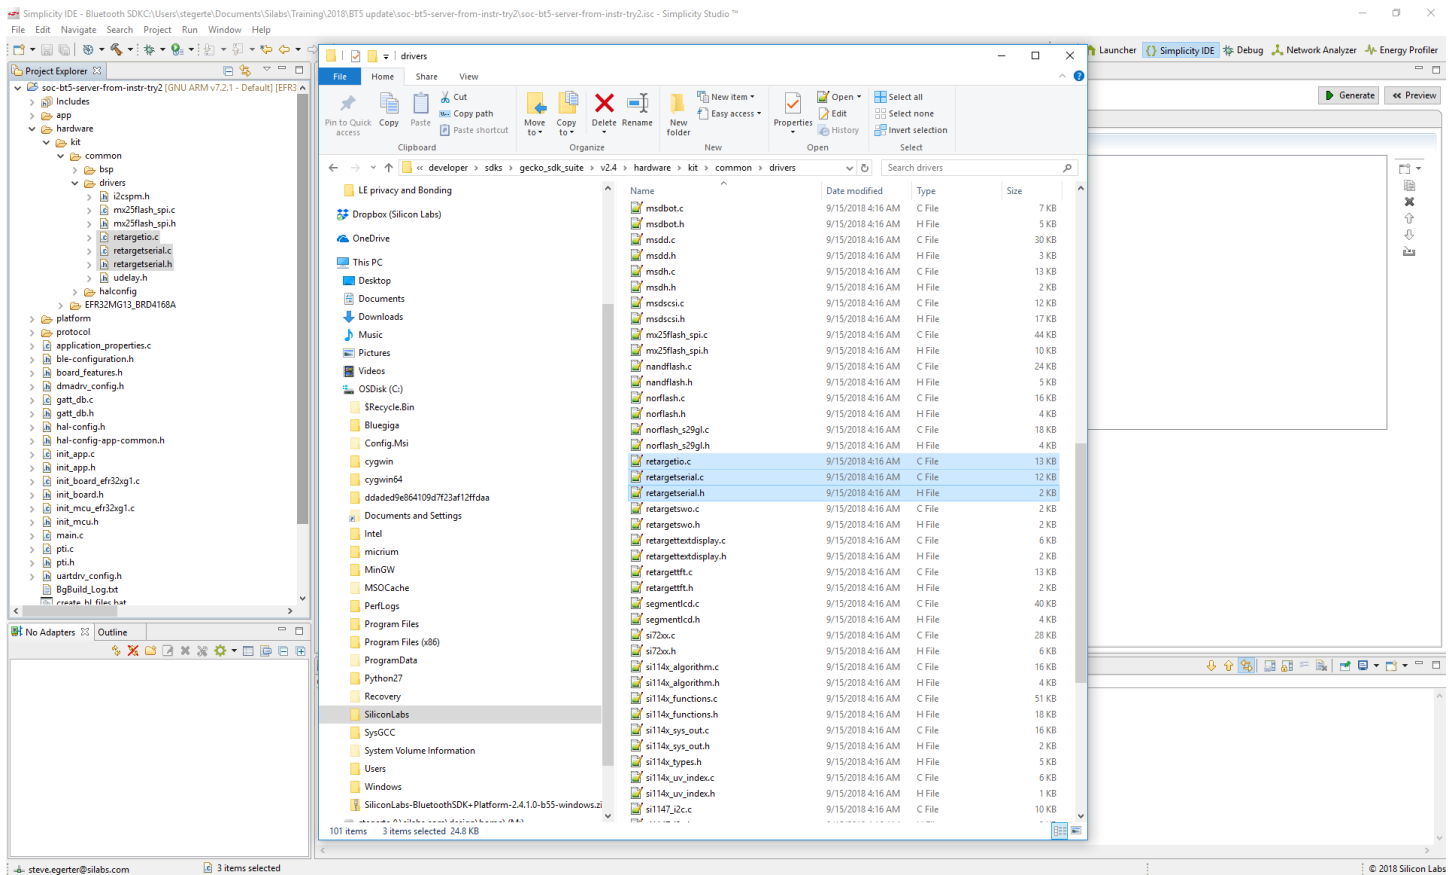 Simplicity IDE - Bluetooth SDKC:\Users\stegerte\Documents\Silabs\Training\2018\BT5 update\soc-bt5-server-from-instr-try2\soc-bt5-server-from-instr-try2.isc - Simplicity Studio ™
File Edit Navigate Search Project Run Window Help
Launcher {} Simplicity IDE Debug Network Analyzer Energy Profiler
Project Explorer
soc-bt5-server-from-instr-try2 [GNU ARM v7.2.1 - Default] [EFR3
Includes
app
hardware
kit
common
bsp
drivers
i2cspm.h
mx25flash_spi.c
mx25flash_spi.h
retargetio.c
retargetserial.c
retargetserial.h
udelay.h
halconfig
EFR32MG13_BRD4168A
platform
protocol
application_properties.c
ble-configuration.h
board_features.h
dmadrv_config.h
gatt_db.c
gatt_db.h
hal-config.h
hal-config-app-common.h
init_app.c
init_app.h
init_board_efr32xg1.c
init_board.h
init_mcu_efr32xg1.c
init_mcu.h
main.c
pti.c
pti.h
uartdrv_config.h
BgBuild_Log.txt
create_bl_files.bat
No Adapters Outline
drivers
File Home Share View
Pin to Quick access
Copy
Paste
Cut
Copy path
Paste shortcut
Clipboard
Move to
Copy to
Delete
Rename
Organize
New folder
New item
Easy access
New
Properties
Open
Edit
History
Open
Select all
Select none
Invert selection
Select
« developer > sdks > gecko_sdk_suite > v2.4 > hardware > kit > common > drivers
Search drivers
LE privacy and Bonding
Dropbox (Silicon Labs)
OneDrive
This PC
Desktop
Documents
Downloads
Music
Pictures
Videos
OSDisk (C:)
$Recycle.Bin
Bluegiga
Config.Msi
cygwin
cygwin64
ddaded9e864109d7f23af12ffdaa
Documents and Settings
Intel
micrium
MinGW
MSOCache
PerfLogs
Program Files
Program Files (x86)
ProgramData
Python27
Recovery
SiliconLabs
SysGCC
System Volume Information
Users
Windows
SiliconLabs-BluetoothSDK+Platform-2.4.1.0-b55-windows.zi
Name Date modified Type Size
msdbot.c 9/15/2018 4:16 AM C File 7 KB
msdbot.h 9/15/2018 4:16 AM H File 5 KB
msdd.c 9/15/2018 4:16 AM C File 30 KB
msdd.h 9/15/2018 4:16 AM H File 3 KB
msdh.c 9/15/2018 4:16 AM C File 13 KB
msdh.h 9/15/2018 4:16 AM H File 2 KB
msdscsi.c 9/15/2018 4:16 AM C File 12 KB
msdscsi.h 9/15/2018 4:16 AM H File 17 KB
mx25flash_spi.c 9/15/2018 4:16 AM C File 44 KB
mx25flash_spi.h 9/15/2018 4:16 AM H File 10 KB
nandflash.c 9/15/2018 4:16 AM C File 24 KB
nandflash.h 9/15/2018 4:16 AM H File 5 KB
norflash.c 9/15/2018 4:16 AM C File 16 KB
norflash.h 9/15/2018 4:16 AM H File 4 KB
norflash_s29gl.c 9/15/2018 4:16 AM C File 18 KB
norflash_s29gl.h 9/15/2018 4:16 AM H File 4 KB
retargetio.c 9/15/2018 4:16 AM C File 13 KB
retargetserial.c 9/15/2018 4:16 AM C File 12 KB
retargetserial.h 9/15/2018 4:16 AM H File 2 KB
retargetswo.c 9/15/2018 4:16 AM C File 2 KB
retargetswo.h 9/15/2018 4:16 AM H File 2 KB
retargettextdisplay.c 9/15/2018 4:16 AM C File 6 KB
retargettextdisplay.h 9/15/2018 4:16 AM H File 2 KB
retargettft.c 9/15/2018 4:16 AM C File 13 KB
retargettft.h 9/15/2018 4:16 AM H File 2 KB
segmentlcd.c 9/15/2018 4:16 AM C File 40 KB
segmentlcd.h 9/15/2018 4:16 AM H File 4 KB
si72xx.c 9/15/2018 4:16 AM C File 28 KB
si72xx.h 9/15/2018 4:16 AM H File 6 KB
si114x_algorithm.c 9/15/2018 4:16 AM C File 16 KB
si114x_algorithm.h 9/15/2018 4:16 AM H File 4 KB
si114x_functions.c 9/15/2018 4:16 AM C File 51 KB
si114x_functions.h 9/15/2018 4:16 AM H File 18 KB
si114x_sys_out.c 9/15/2018 4:16 AM C File 16 KB
si114x_sys_out.h 9/15/2018 4:16 AM H File 2 KB
si114x_types.h 9/15/2018 4:16 AM H File 5 KB
si114x_uv_index.c 9/15/2018 4:16 AM C File 6 KB
si114x_uv_index.h 9/15/2018 4:16 AM H File 1 KB
si1147_i2c.c 9/15/2018 4:16 AM C File 10 KB
101 items 3 items selected 24.8 KB
Generate Preview
steve.egerter@silabs.com 3 items selected © 2018 Silicon Labs